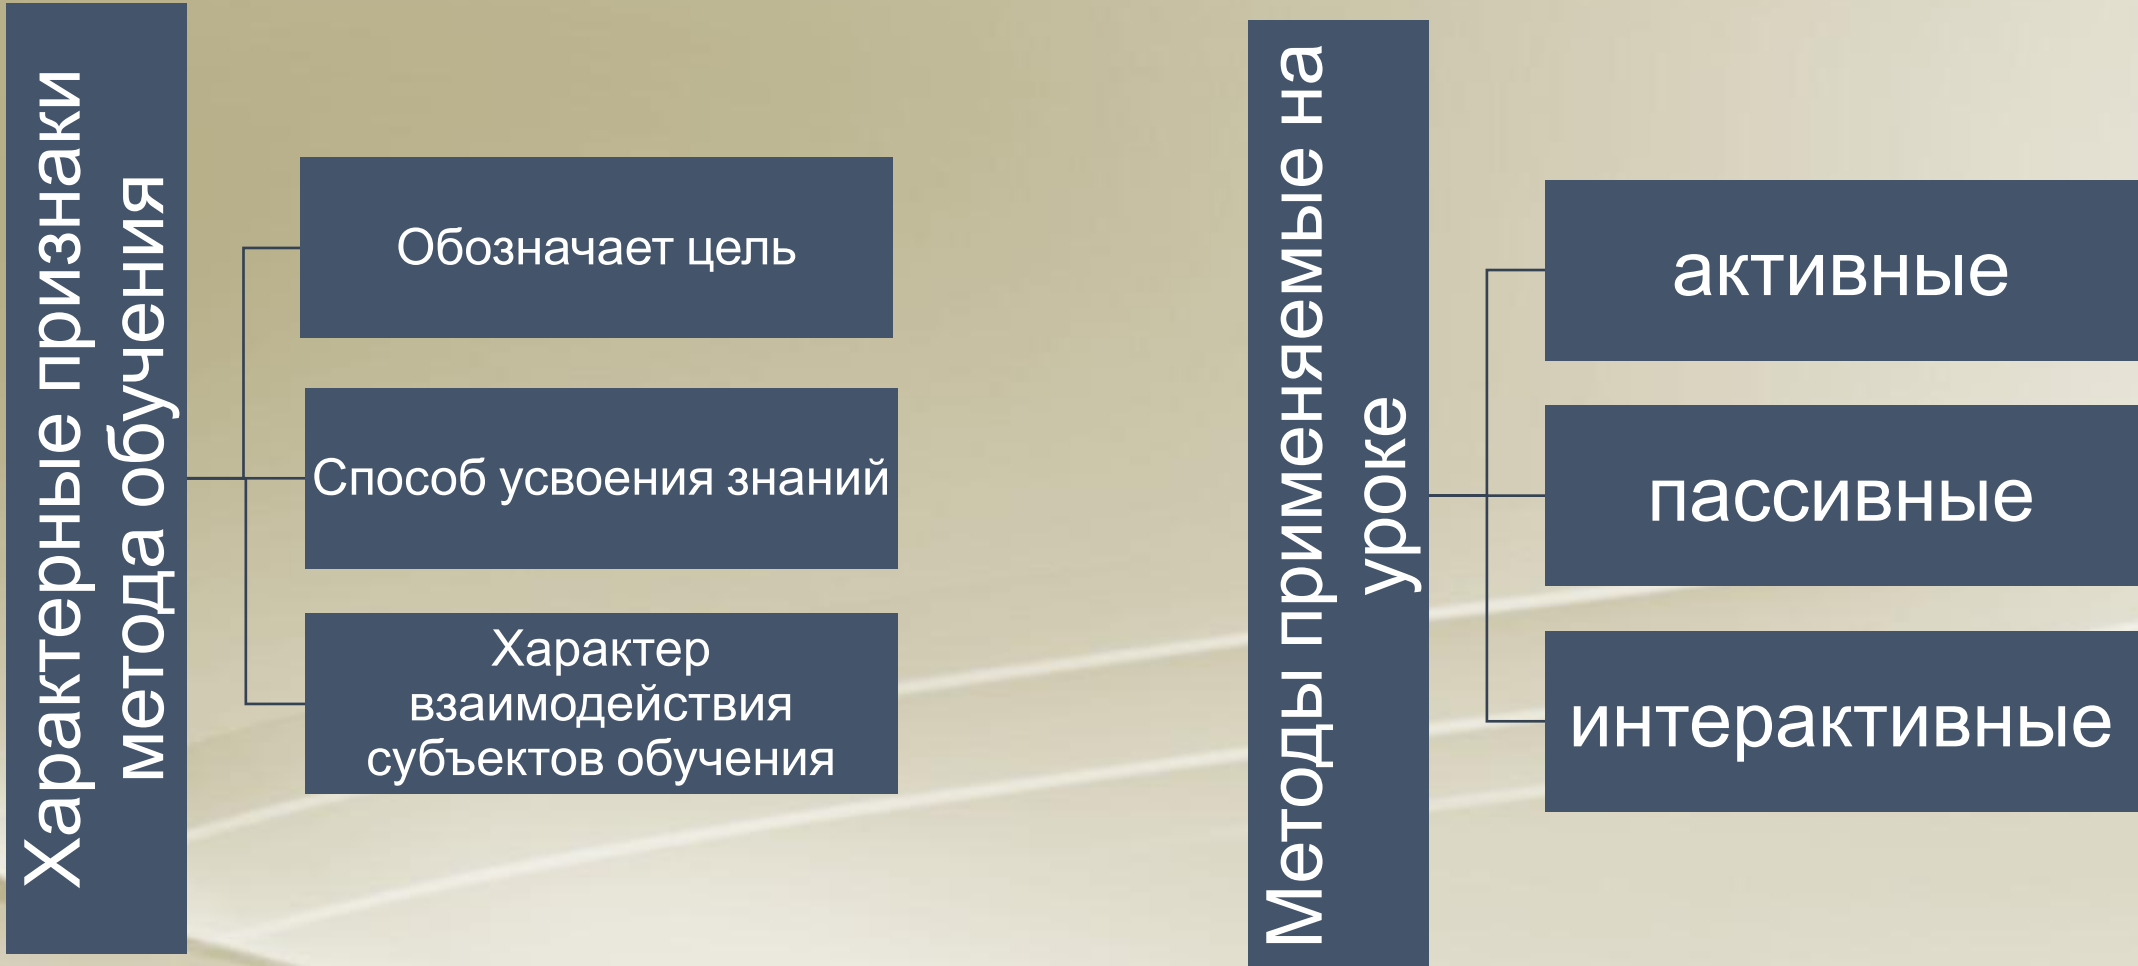 Характерные признаки
метода обучения
Обозначает цель
Способ усвоения знаний
Характер
взаимодействия
субъектов обучения
Методы применяемые на
уроке
активные
пассивные
интерактивные